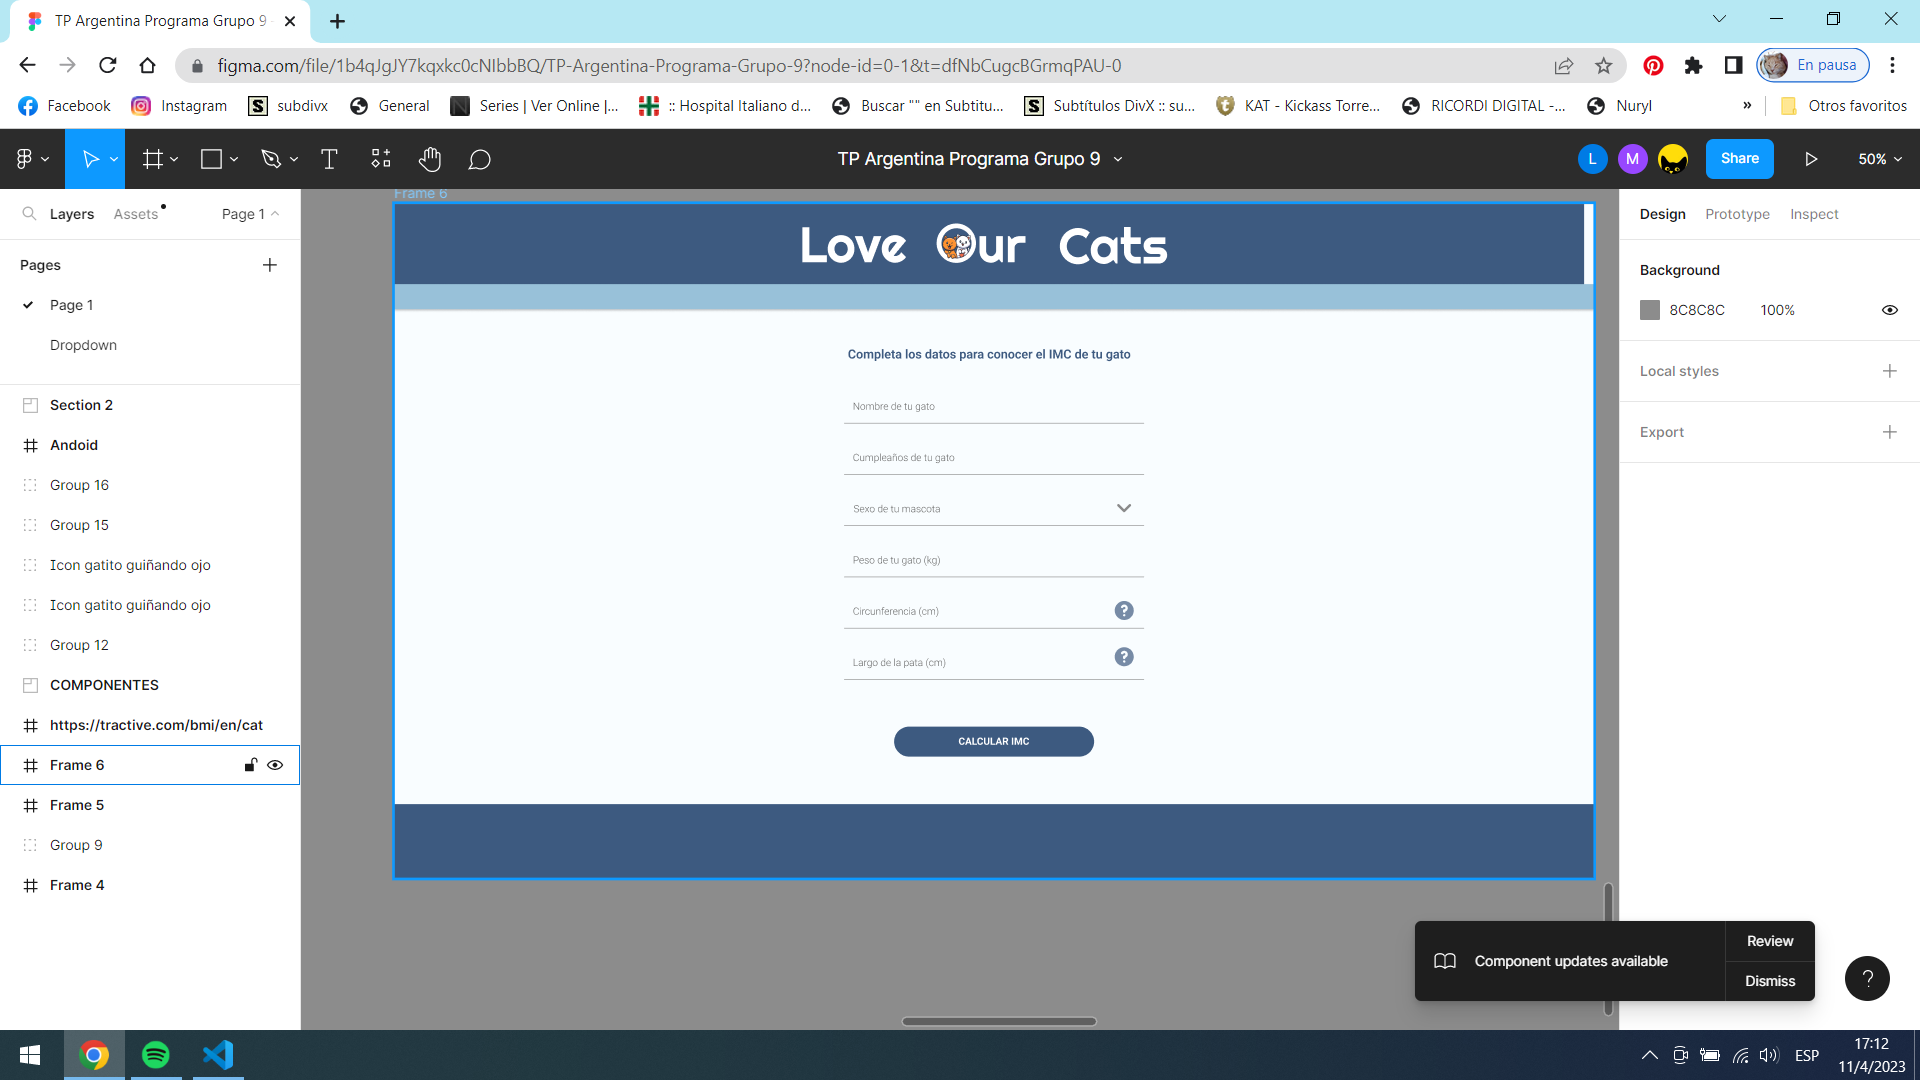 TP Argentina Programa Grupo 9
figma.com/file/1b4qJgJY7kqxkc0cNIbbBQ/TP-Argentina-Programa-Grupo-9?node-id=0-1&t=dfNbCugcBGrmqPAU-0
En pausa
Facebook
Instagram
subdivx
General
Series | Ver Online |...
:: Hospital Italiano d...
Buscar "" en Subtitu...
Subtítulos DivX :: su...
KAT - Kickass Torre...
RICORDI DIGITAL -...
Nuryl
»
Otros favoritos
TP Argentina Programa Grupo 9
L
M
Share
50%
Layers
Assets
Page 1
Pages
Page 1
Dropdown
Section 2
Andoid
Group 16
Group 15
Icon gatito guiñando ojo
Icon gatito guiñando ojo
Group 12
COMPONENTES
https://tractive.com/bmi/en/cat
Frame 6
Frame 5
Group 9
Frame 4
Frame 6
Love Our Cats
Completa los datos para conocer el IMC de tu gato
Nombre de tu gato
Cumpleaños de tu gato
Sexo de tu mascota
Peso de tu gato (kg)
Circunferencia (cm)
?
Largo de la pata (cm)
?
CALCULAR IMC
Design
Prototype
Inspect
Background
8C8C8C
100%
Local styles
Export
Component updates available
Review
Dismiss
?
ESP
17:12
11/4/2023